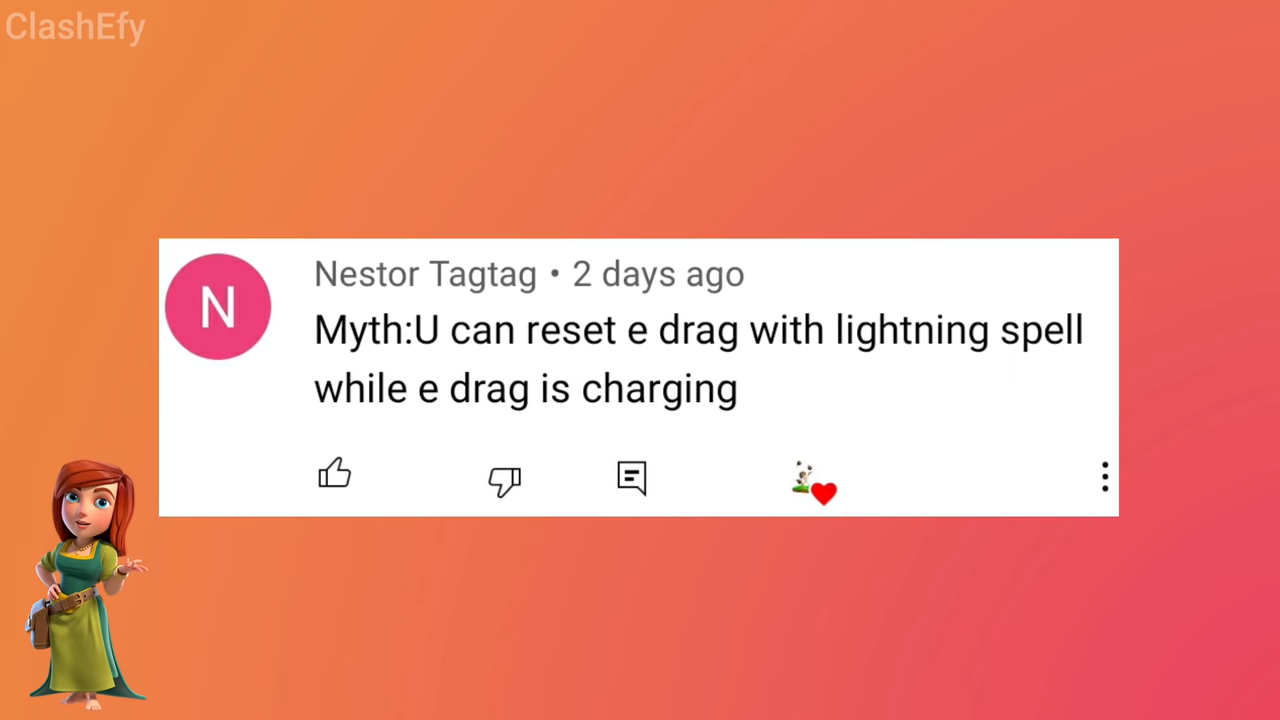 ClashEfy
N
Nestor Tagtag • 2 days ago
Myth:U can reset e drag with lightning spell
while e drag is charging